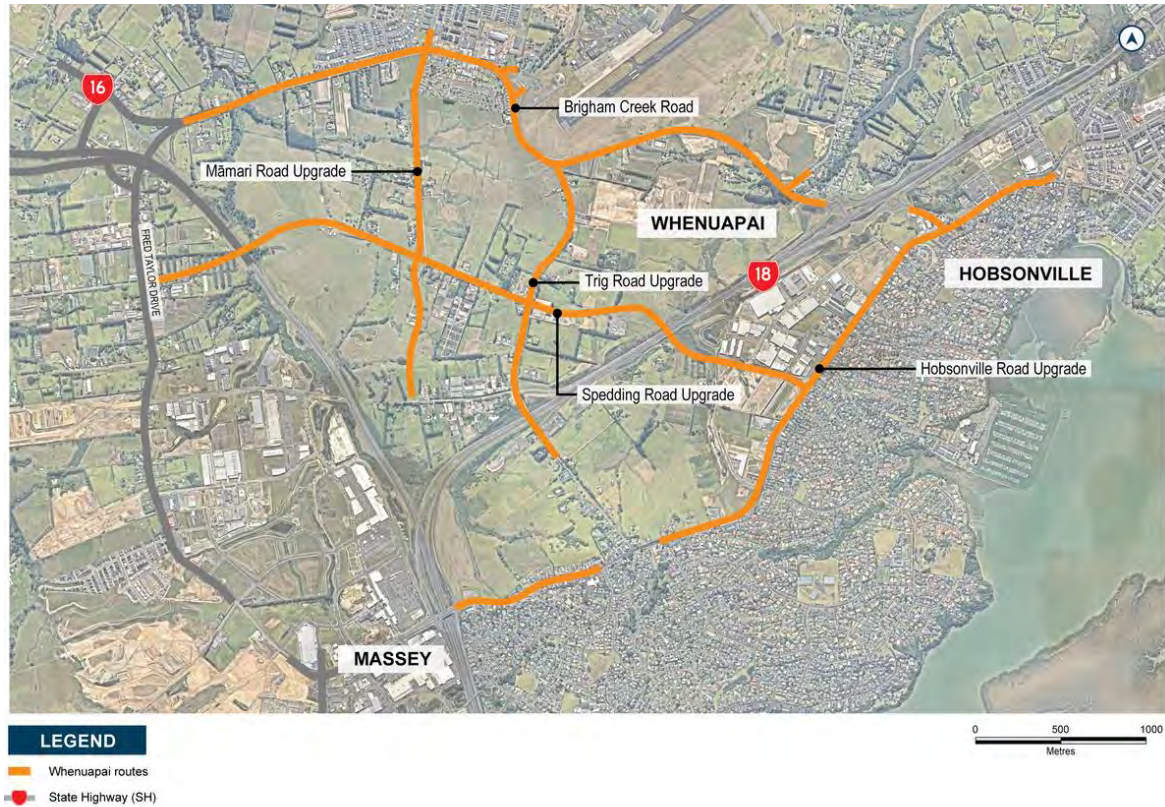 16
Brigham Creek Road
Māmari Road Upgrade
WHENUAPAI
FRED TAYLOR DRIVE
HOBSONVILLE
18
Trig Road Upgrade
Hobsonville Road Upgrade
Spedding Road Upgrade
MASSEY
LEGEND
Whenuapai routes
State Highway (SH)
0 500 1000
Metres